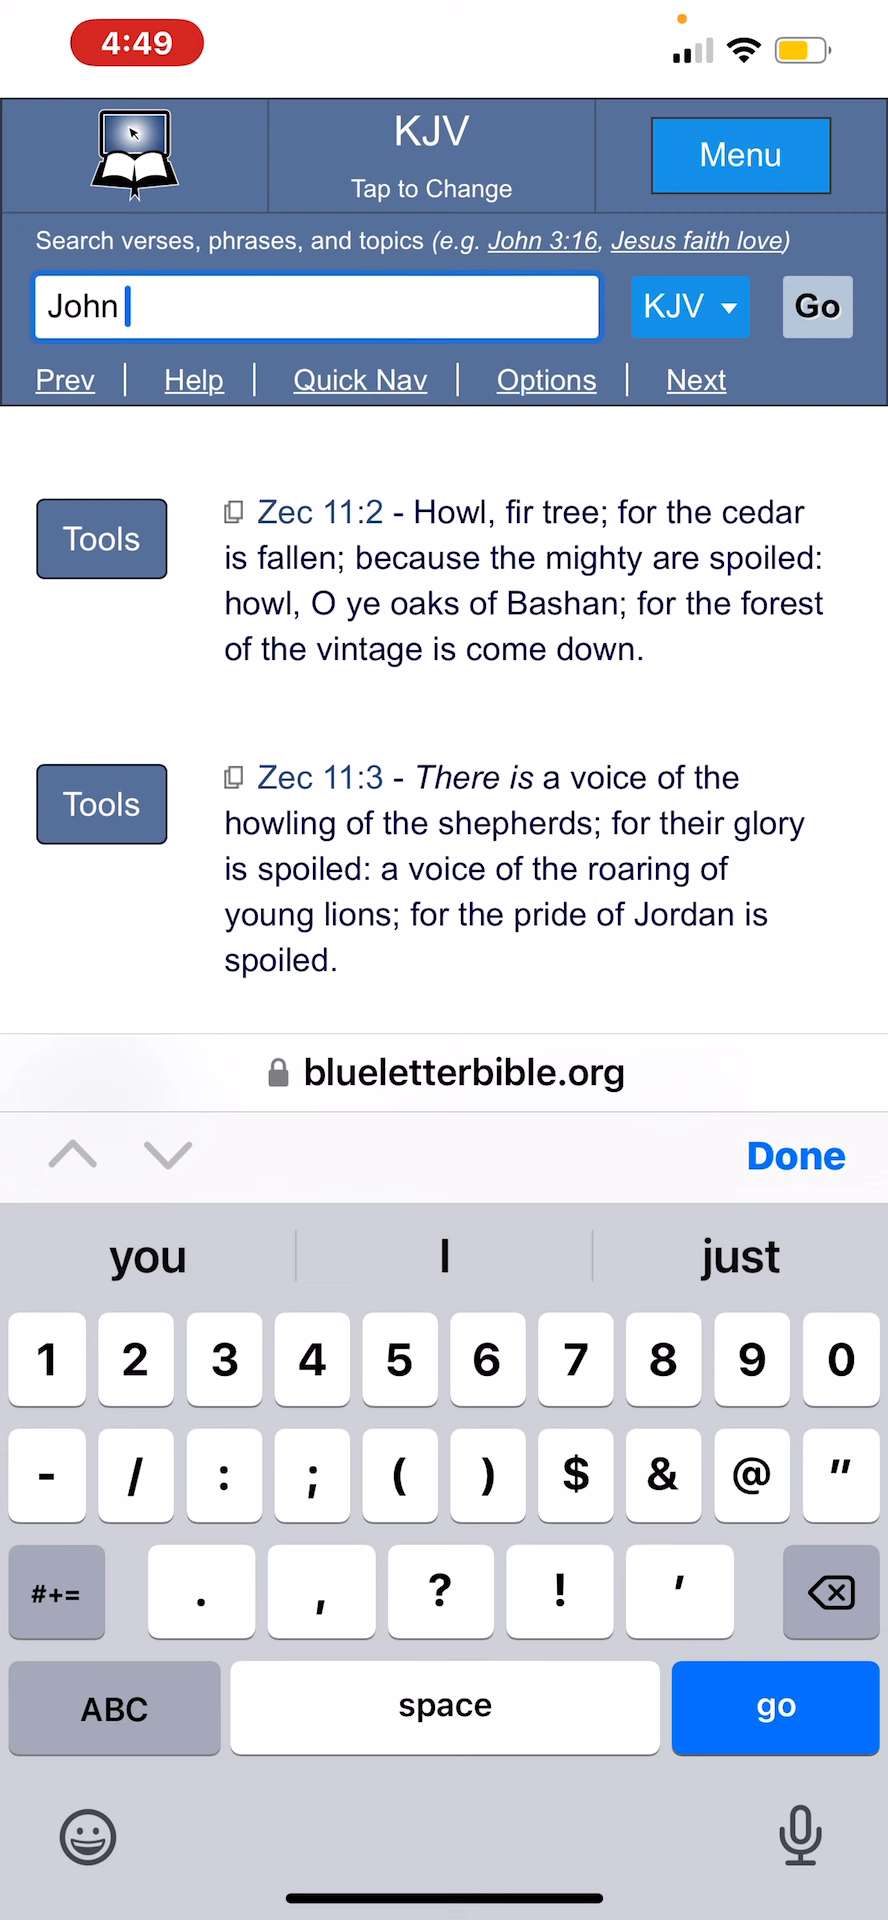 4:49
KJV
Tap to Change
Menu
Search verses, phrases, and topics (e.g. John 3:16, Jesus faith love)
John
KJV
Go
Prev | Help | Quick Nav | Options | Next
Tools
Zec 11:2 - Howl, fir tree; for the cedar
is fallen; because the mighty are spoiled:
howl, O ye oaks of Bashan; for the forest
of the vintage is come down.
Tools
Zec 11:3 - There is a voice of the
howling of the shepherds; for their glory
is spoiled: a voice of the roaring of
young lions; for the pride of Jordan is
spoiled.
blueletterbible.org
Done
you I just
1 2 3 4 5 6 7 8 9 0
- / : ; ( ) $ & @ "
#+= . , ? ! '
ABC space go